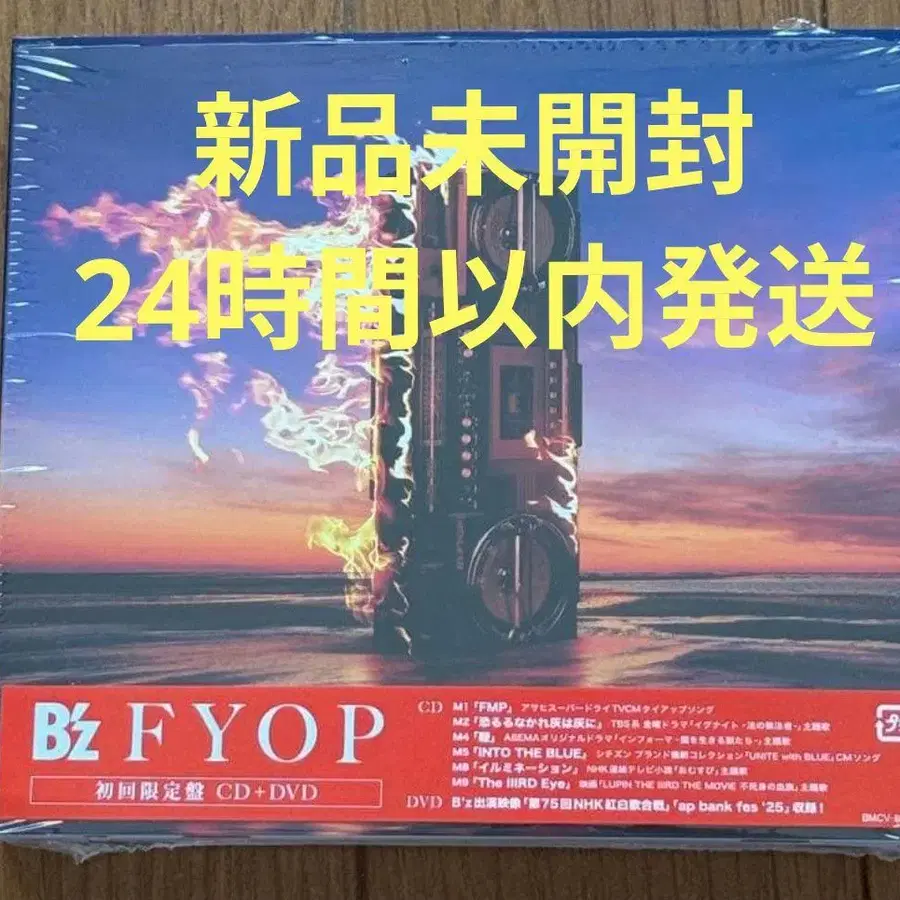 新品未開封
24時間以内発送
B'z FYOP
初回限定盤 CD+DVD
CD M1「FMP」 アサヒスーパードライTVCMタイアップソング
M2「恐るるなかれ灰は灰に」 TBS系 金曜ドラマ「イグナイト -法の無法者-」主題歌
M4「鞭」 ABEMAオリジナルドラマ「インフォーマ -闇を生きる獣たち-」主題歌
M5「INTO THE BLUE」 シチズン ブランド横断コレクション「UNITE with BLUE」CMソング
M8「イルミネーション」 NHK連続テレビ小説「おむすび」主題歌
M9「The IIIRD Eye」 映画「LUPIN THE IIIRD THE MOVIE 不死身の血族」主題歌
DVD B'z出演映像「第75回NHK紅白歌合戦」「ap bank fes '25」収録!
BMCV-8